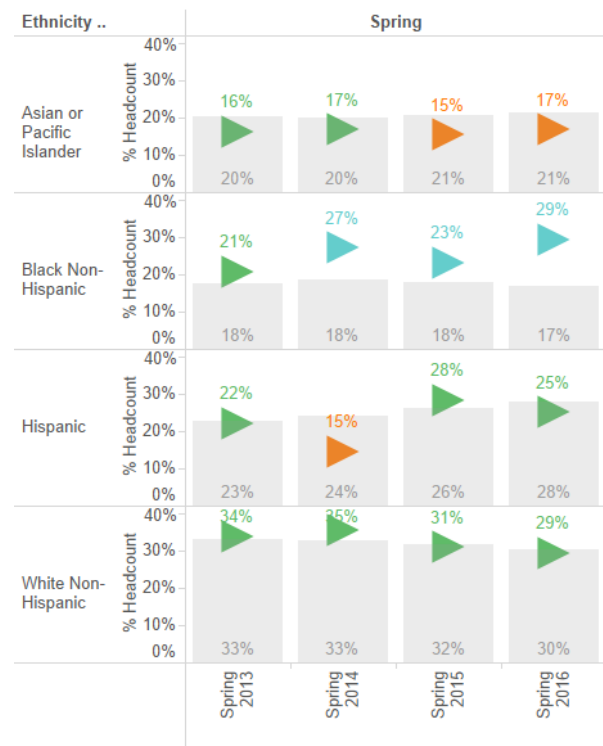 Ethnicity .. Spring
Asian or
Pacific
Islander
% Headcount
40%
30%
20%
10%
0%
16% 17% 15% 17%
20% 20% 21% 21%
Black Non-
Hispanic
% Headcount
40%
30%
20%
10%
0%
21% 27% 23% 29%
18% 18% 18% 17%
Hispanic
% Headcount
40%
30%
20%
10%
0%
22% 15% 28% 25%
23% 24% 26% 28%
White Non-
Hispanic
% Headcount
40%
30%
20%
10%
0%
34% 35% 31% 29%
33% 33% 32% 30%
Spring
2013
Spring
2014
Spring
2015
Spring
2016